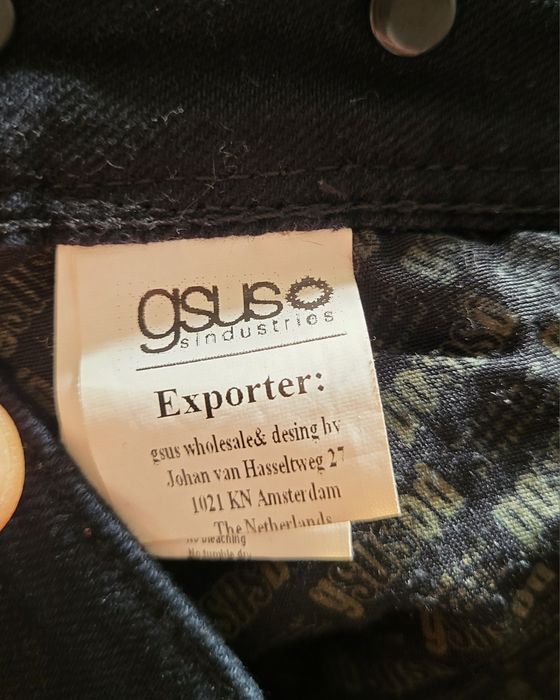 gsus
sindustries
Exporter:
gsus wholesale& desing bv
Johan van Hasseltweg 27
1021 KN Amsterdam
The Netherlands
No bleaching
No tumble dry
gsus